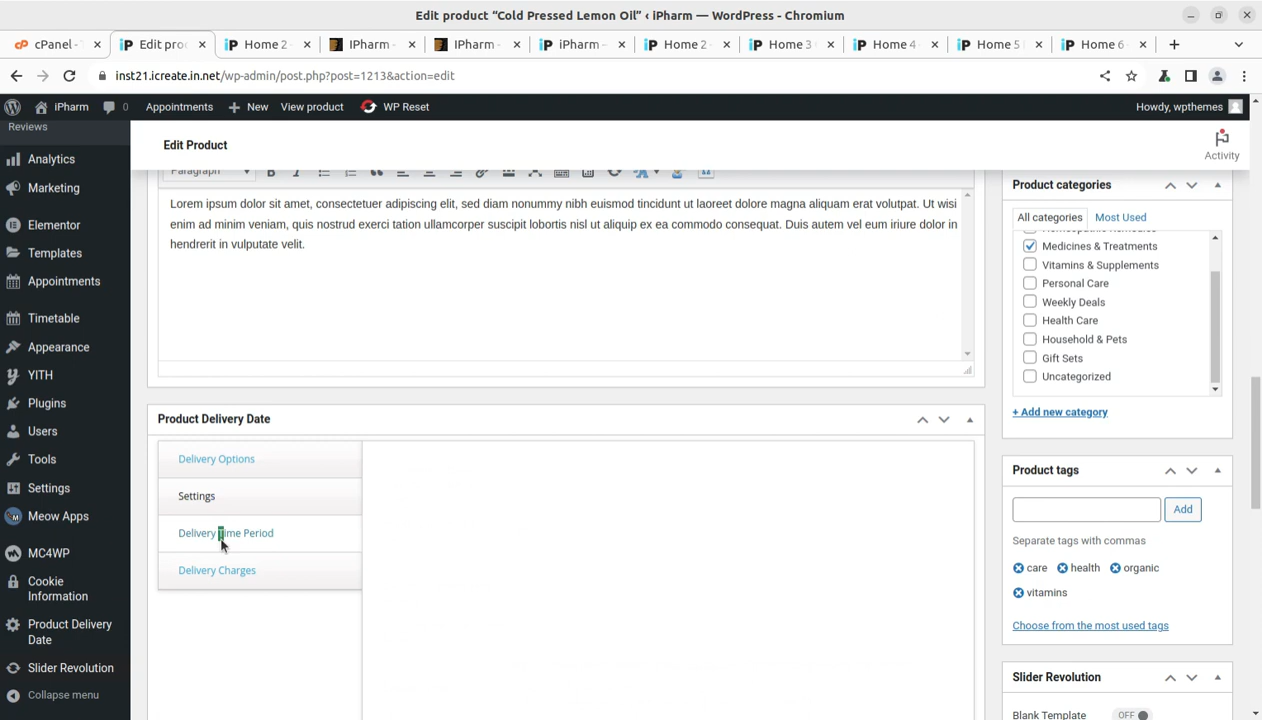 Edit product “Cold Pressed Lemon Oil” ‹ iPharm — WordPress - Chromium
cPanel - Edit pro Home 2 - IPharm - IPharm - iPharm – Home 2 Home 3 Home 4 Home 5 Home 6
inst21.icreate.in.net/wp-admin/post.php?post=1213&action=edit
iPharm 0 Appointments New View product WP Reset Howdy, wpthemes
Reviews
Analytics
Marketing
Elementor
Templates
Appointments
Timetable
Appearance
YITH
Plugins
Users
Tools
Settings
Meow Apps
MC4WP
Cookie
Information
Product Delivery
Date
Slider Revolution
Collapse menu
Edit Product
Activity
Paragraph
Lorem ipsum dolor sit amet, consectetuer adipiscing elit, sed diam nonummy nibh euismod tincidunt ut laoreet dolore magna aliquam erat volutpat. Ut wisi
enim ad minim veniam, quis nostrud exerci tation ullamcorper suscipit lobortis nisl ut aliquip ex ea commodo consequat. Duis autem vel eum iriure dolor in
hendrerit in vulputate velit.
Product Delivery Date
Delivery Options
Settings
Delivery Time Period
Delivery Charges
Product categories
All categories Most Used
Homeopathic Remedies
Medicines & Treatments
Vitamins & Supplements
Personal Care
Weekly Deals
Health Care
Household & Pets
Gift Sets
Uncategorized
+ Add new category
Product tags
Add
Separate tags with commas
care health organic
vitamins
Choose from the most used tags
Slider Revolution
Blank Template OFF